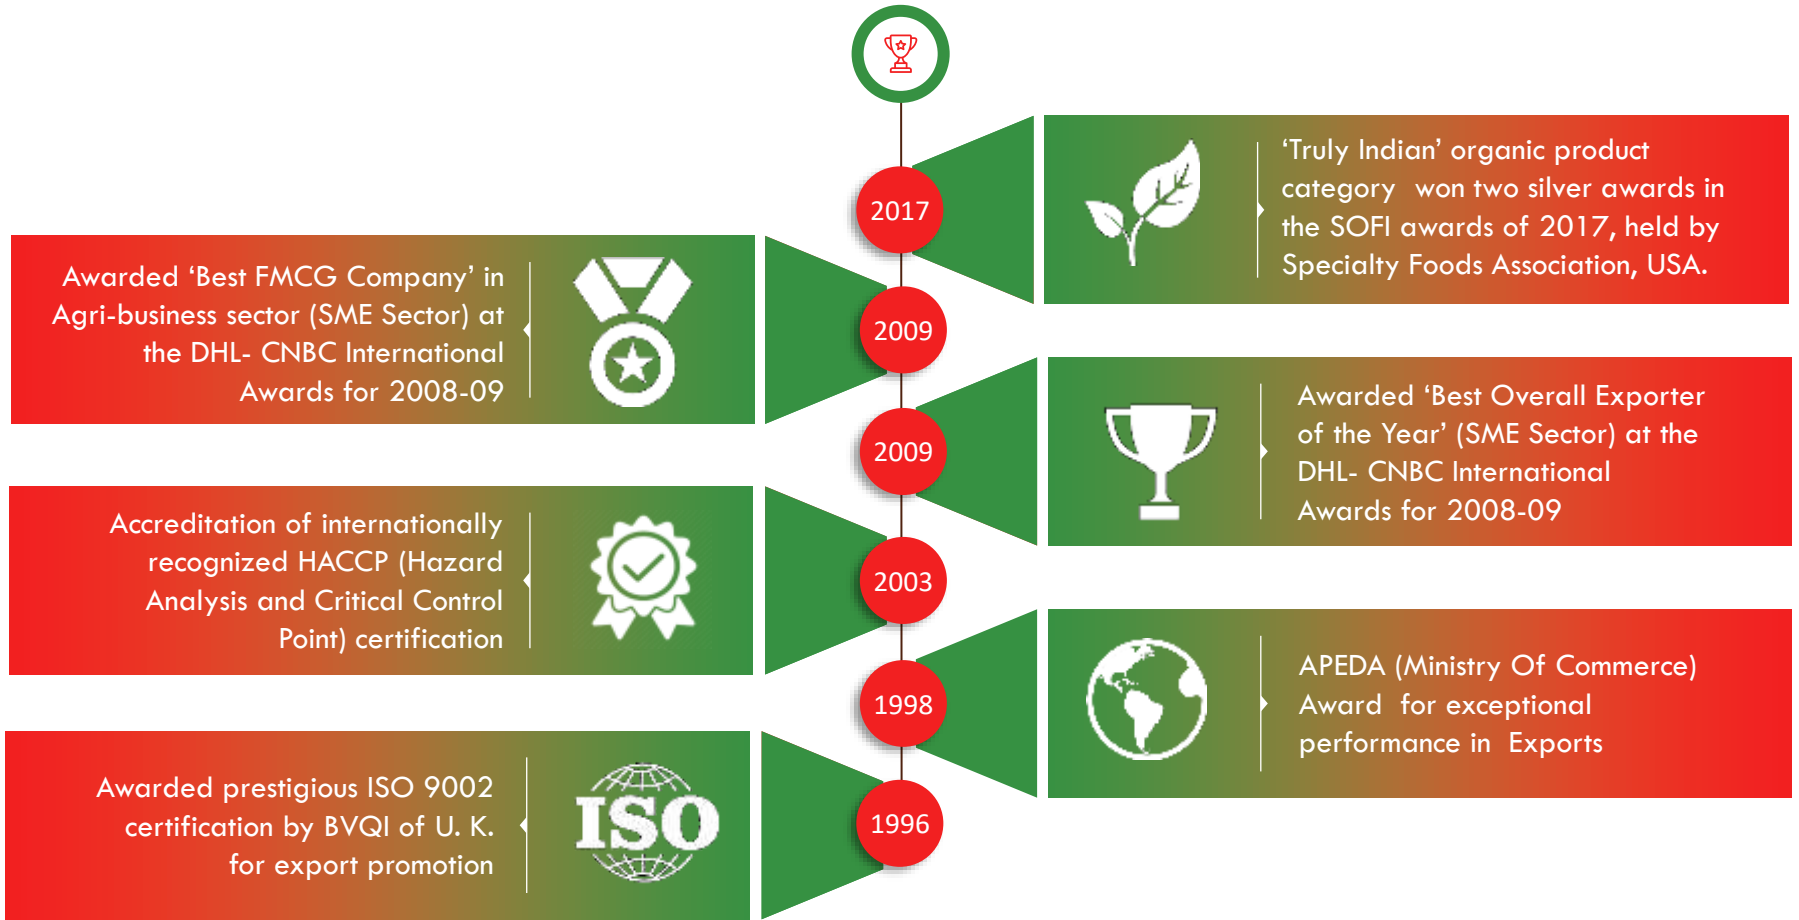 2017
‘Truly Indian’ organic product
category won two silver awards in
the SOFI awards of 2017, held by
Specialty Foods Association, USA.
Awarded ‘Best FMCG Company’ in
Agri-business sector (SME Sector) at
the DHL- CNBC International
Awards for 2008-09
2009
2009
Awarded ‘Best Overall Exporter
of the Year’ (SME Sector) at the
DHL- CNBC International
Awards for 2008-09
Accreditation of internationally
recognized HACCP (Hazard
Analysis and Critical Control
Point) certification
2003
1998
APEDA (Ministry Of Commerce)
Award for exceptional
performance in Exports
Awarded prestigious ISO 9002
certification by BVQI of U. K.
for export promotion
ISO
1996